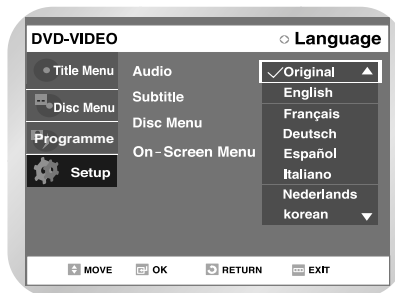 DVD-VIDEO
Language
Title Menu
Disc Menu
Programme
Setup
Audio
Subtitle
Disc Menu
On-Screen Menu
Original
English
Français
Deutsch
Español
Italiano
Nederlands
korean
MOVE OK RETURN EXIT